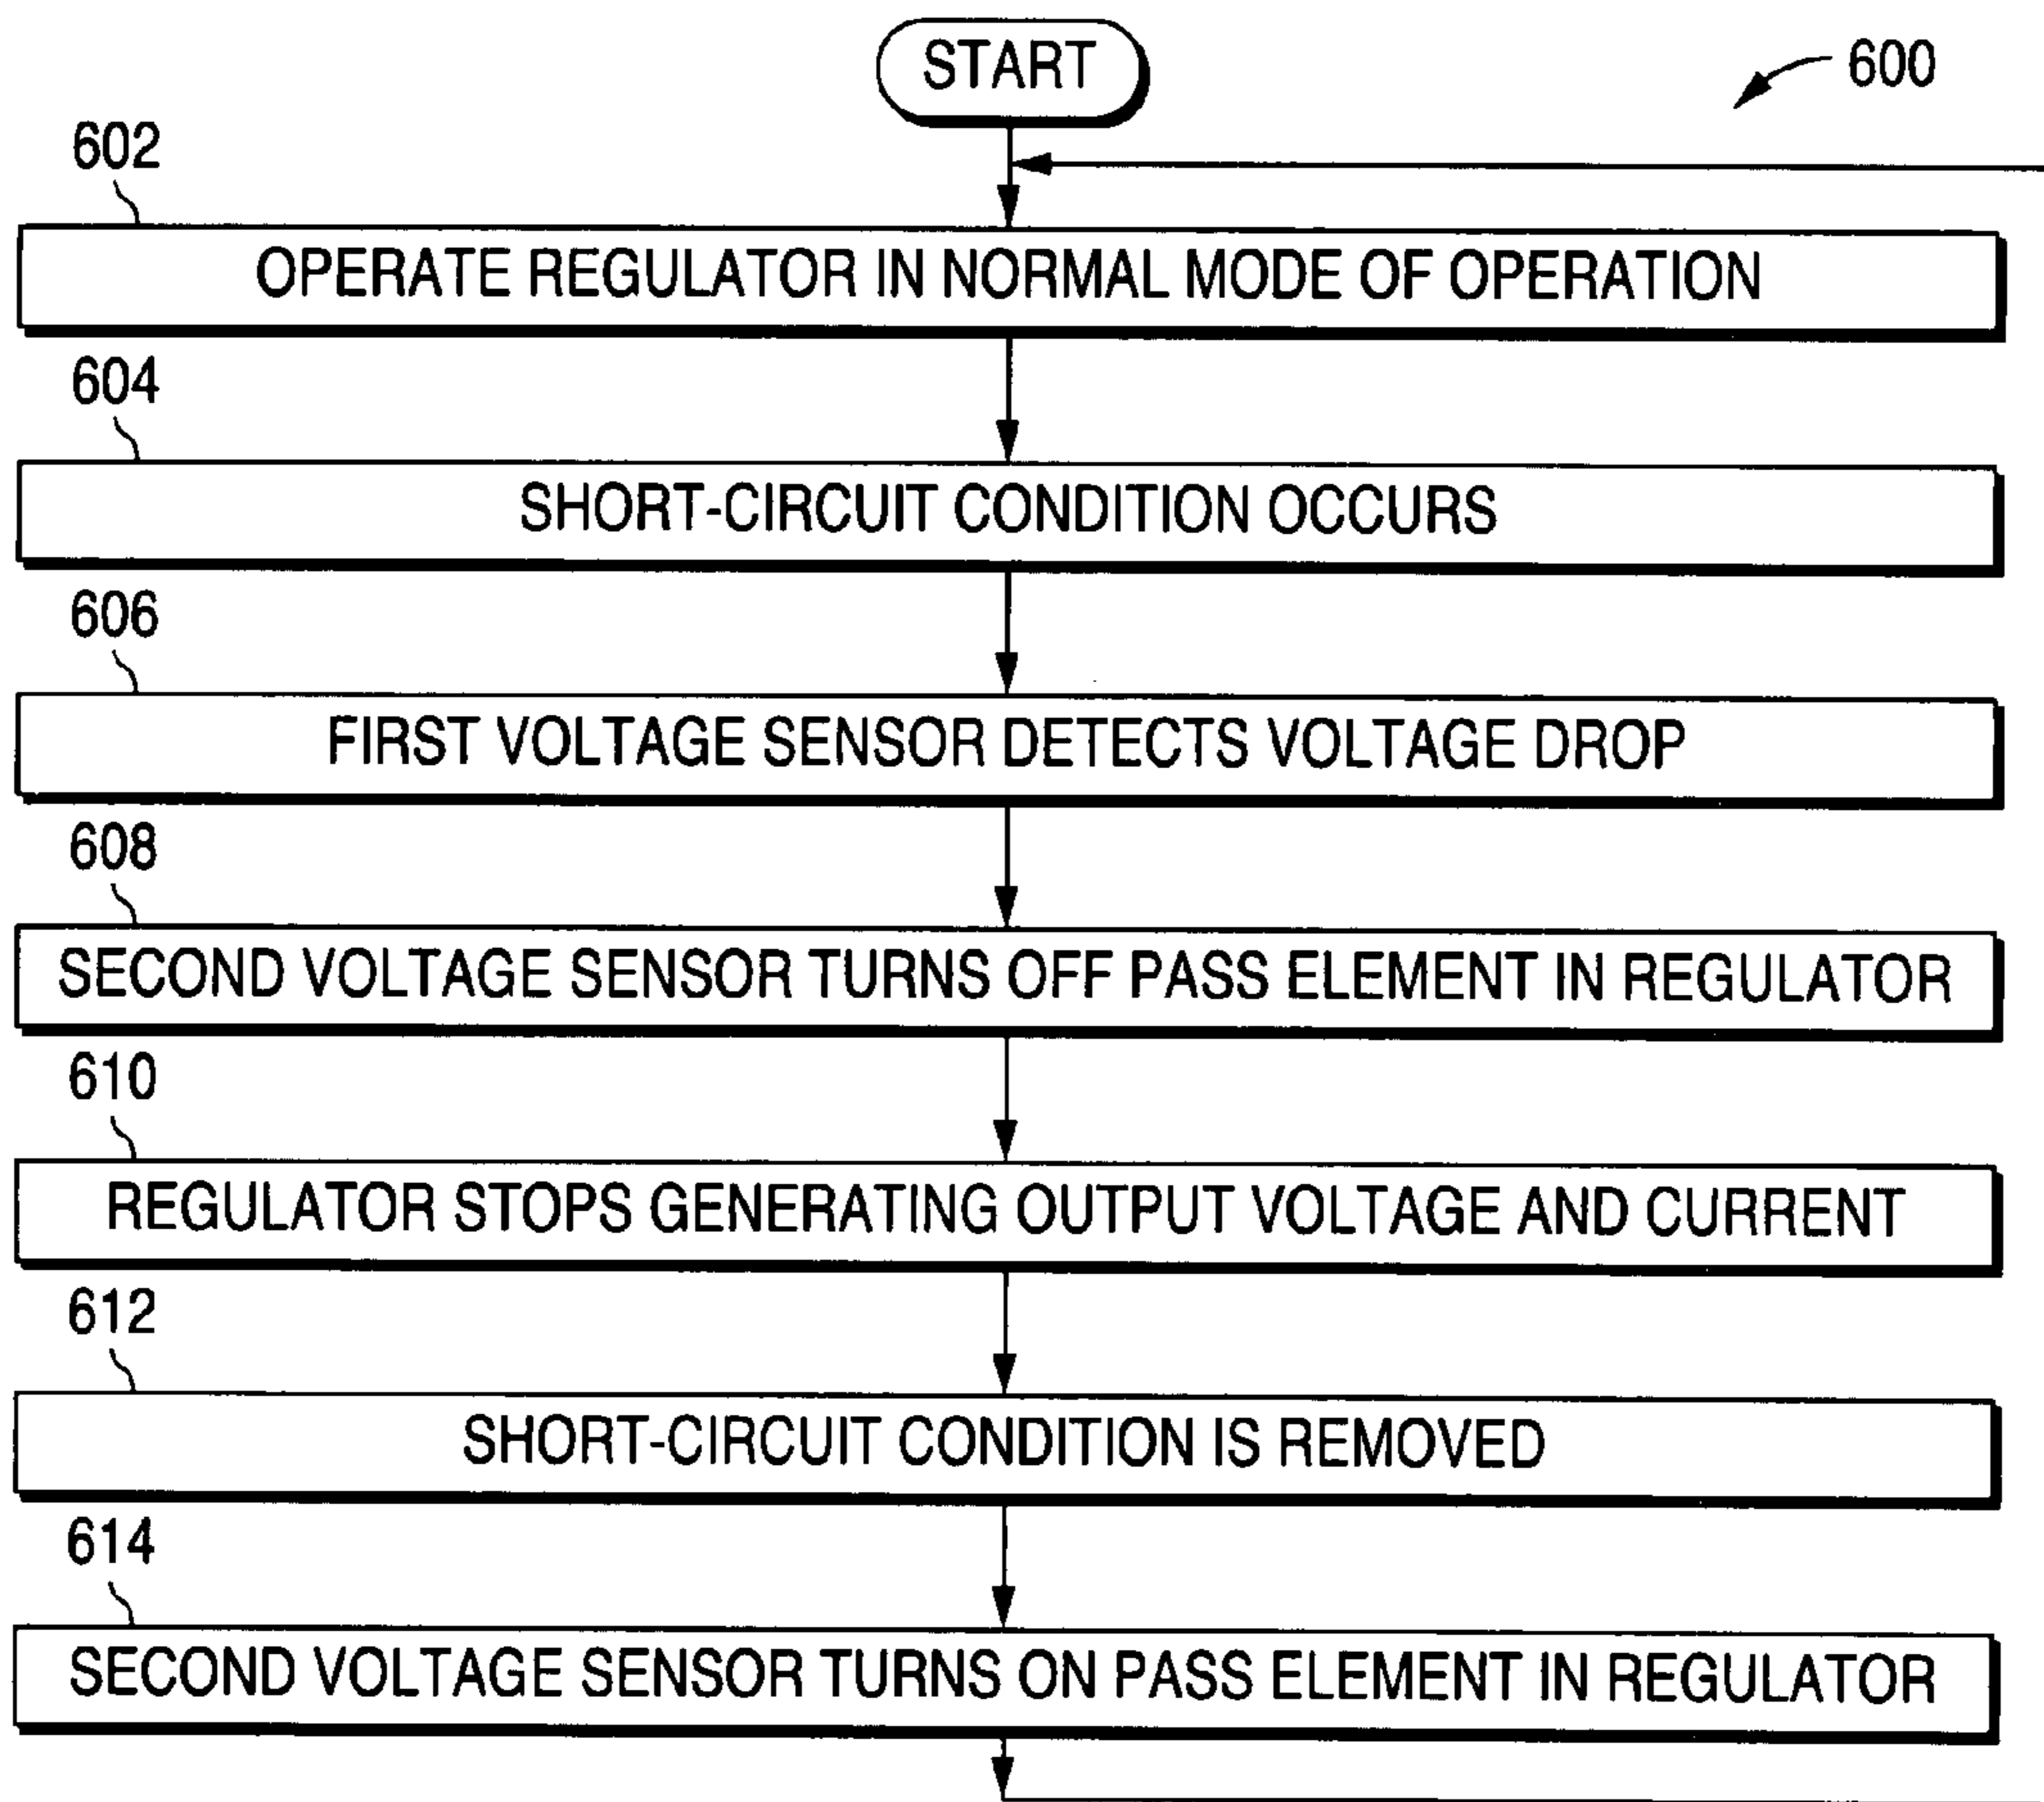 START
600
602
OPERATE REGULATOR IN NORMAL MODE OF OPERATION
604
SHORT-CIRCUIT CONDITION OCCURS
606
FIRST VOLTAGE SENSOR DETECTS VOLTAGE DROP
608
SECOND VOLTAGE SENSOR TURNS OFF PASS ELEMENT IN REGULATOR
610
REGULATOR STOPS GENERATING OUTPUT VOLTAGE AND CURRENT
612
SHORT-CIRCUIT CONDITION IS REMOVED
614
SECOND VOLTAGE SENSOR TURNS ON PASS ELEMENT IN REGULATOR